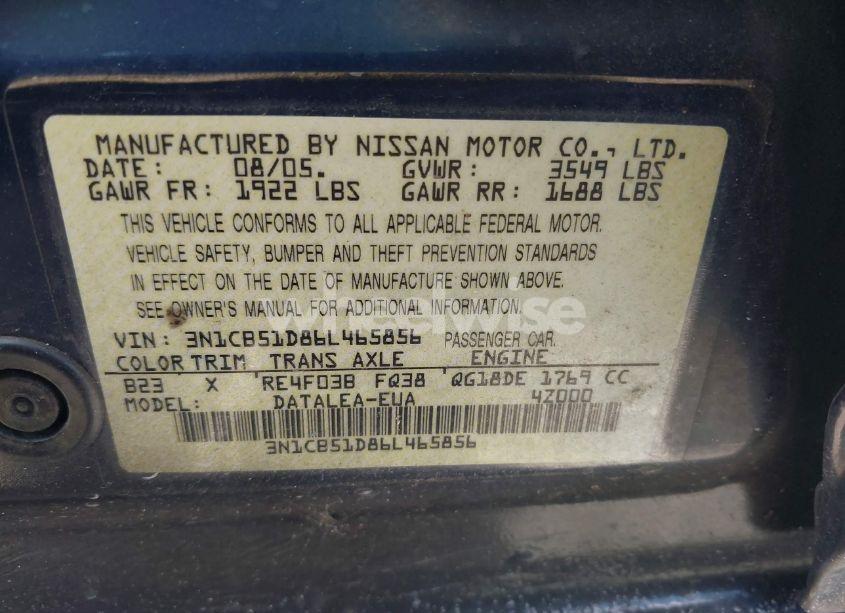 MANUFACTURED BY NISSAN MOTOR CO., LTD.
DATE: 08/05. GVWR: 3549 LBS
GAWR FR: 1922 LBS GAWR RR: 1688 LBS
THIS VEHICLE CONFORMS TO ALL APPLICABLE FEDERAL MOTOR.
VEHICLE SAFETY, BUMPER AND THEFT PREVENTION STANDARDS
IN EFFECT ON THE DATE OF MANUFACTURE SHOWN ABOVE.
SEE OWNER'S MANUAL FOR ADDITIONAL INFORMATION.
VIN: 3N1CB51D86L465856 PASSENGER CAR.
COLOR TRIM TRANS AXLE ENGINE
B23 X RE4F03B FQ38 QG18DE 1769 CC
MODEL: DATALEA-EUA 4Z000
3N1CB51D86L465856